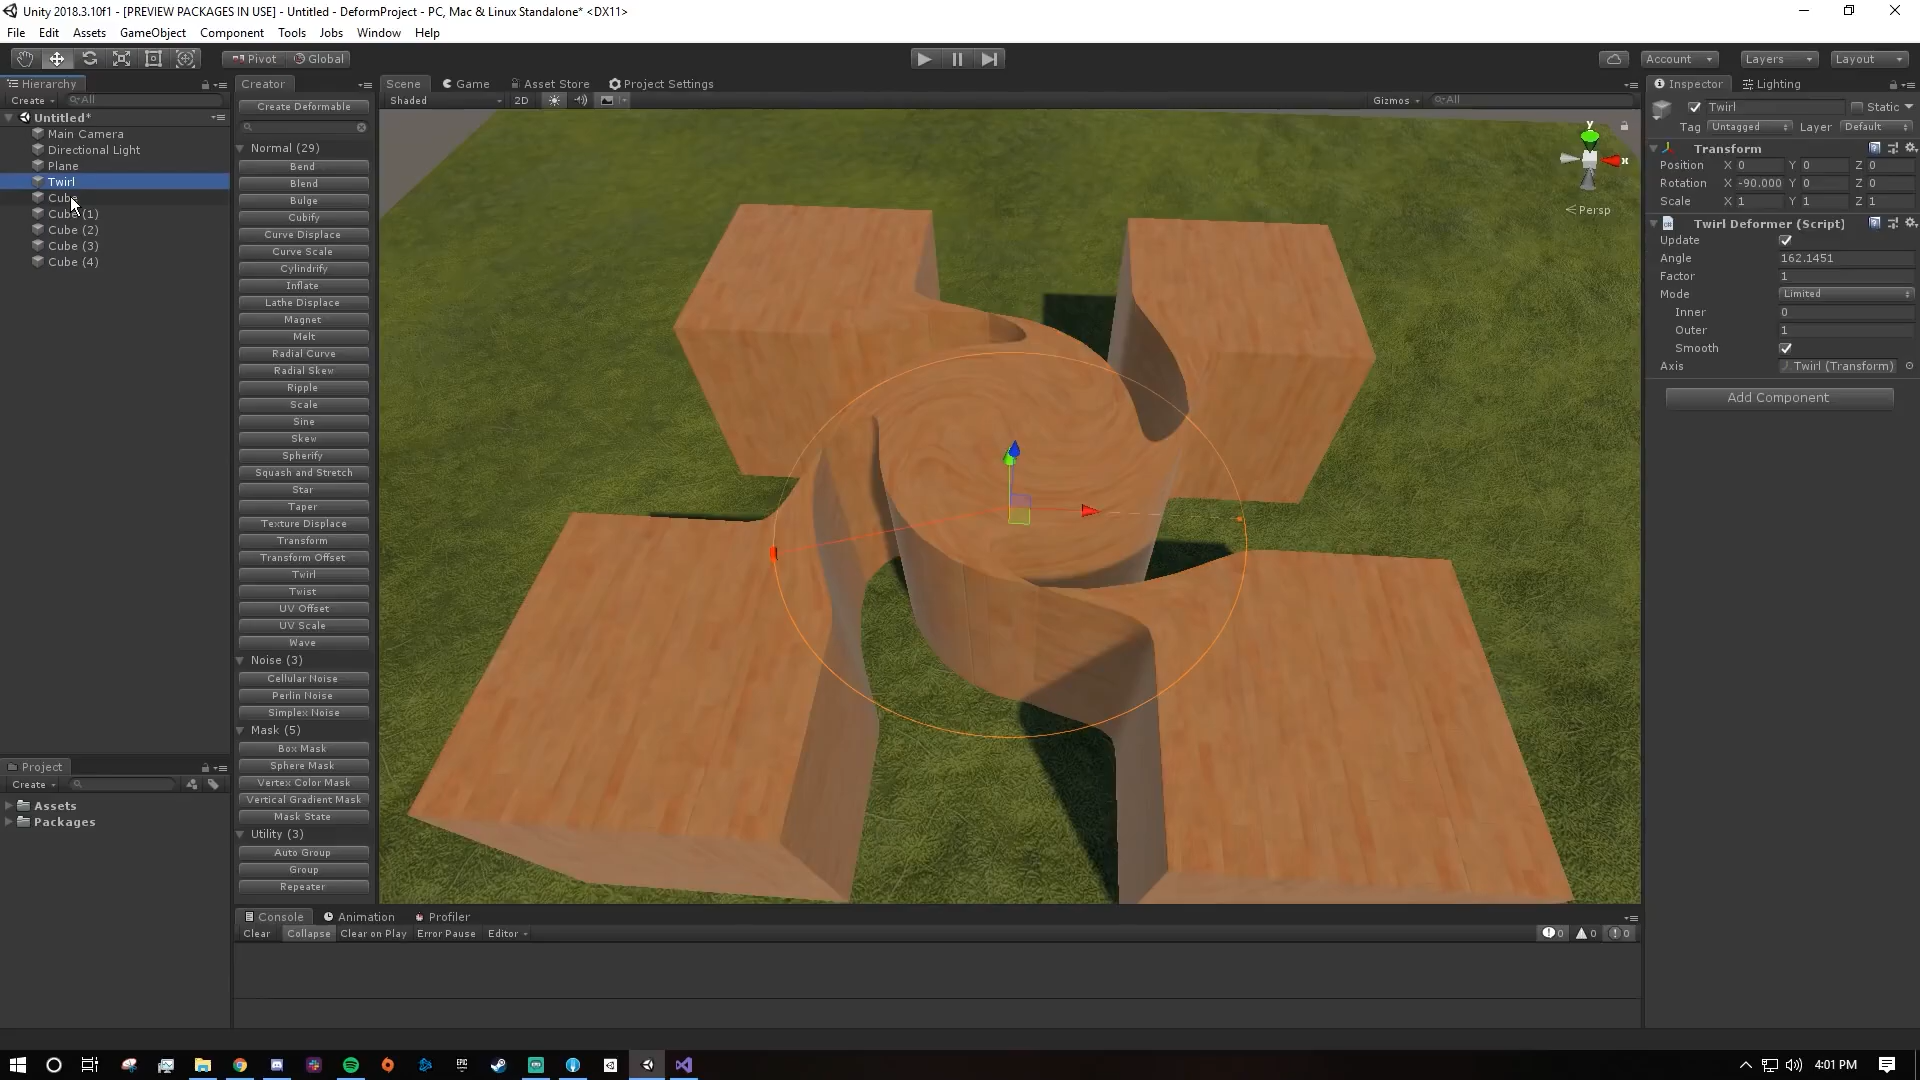 Unity 2018.3.10f1 - [PREVIEW PACKAGES IN USE] - Untitled - DeformProject - PC, Mac & Linux Standalone* <DX11>
File Edit Assets GameObject Component Tools Jobs Window Help
Pivot Global Account Layers Layout
Hierarchy
Create All
Untitled*
Main Camera
Directional Light
Plane
Twirl
Cube
Cube (1)
Cube (2)
Cube (3)
Cube (4)
Project
Create
Assets
Packages
Creator
Create Deformable
Normal (29)
Bend
Blend
Bulge
Cubify
Curve Displace
Curve Scale
Cylindrify
Inflate
Lathe Displace
Magnet
Melt
Radial Curve
Radial Skew
Ripple
Scale
Sine
Skew
Spherify
Squash and Stretch
Star
Taper
Texture Displace
Transform
Transform Offset
Twirl
Twist
UV Offset
UV Scale
Wave
Noise (3)
Cellular Noise
Perlin Noise
Simplex Noise
Mask (5)
Box Mask
Sphere Mask
Vertex Color Mask
Vertical Gradient Mask
Mask State
Utility (3)
Auto Group
Group
Repeater
Scene Game Asset Store Project Settings
Shaded 2D Gizmos All
y
x
Persp
Console Animation Profiler
Clear Collapse Clear on Play Error Pause Editor 0 0 0
Inspector Lighting
Twirl Static
Tag Untagged Layer Default
Transform
Position X 0 Y 0 Z 0
Rotation X -90.000 Y 0 Z 0
Scale X 1 Y 1 Z 1
Twirl Deformer (Script)
Update
Angle 162.1451
Factor 1
Mode Limited
Inner 0
Outer 1
Smooth
Axis Twirl (Transform)
Add Component
EPIC
4:01 PM